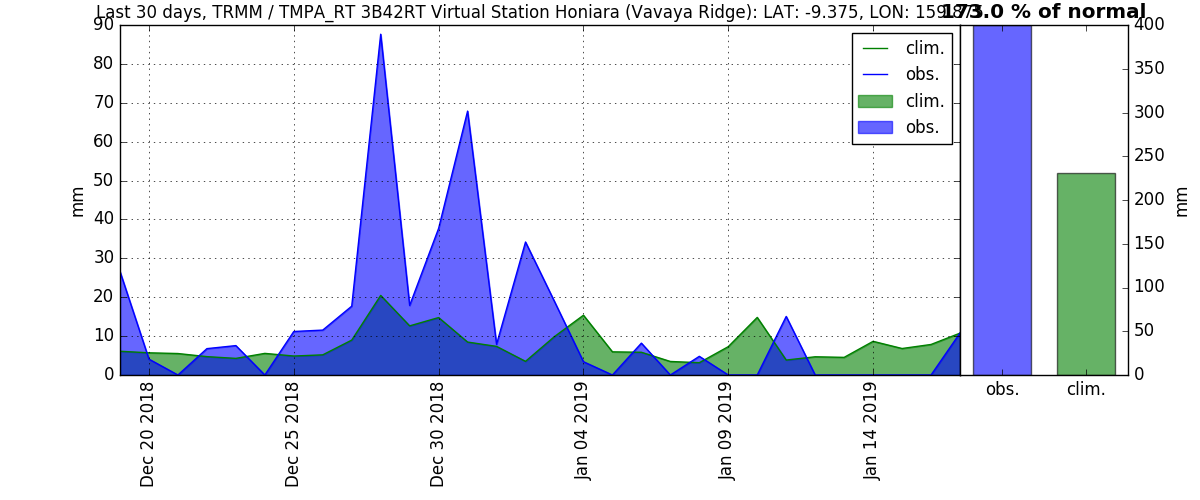 Last 30 days, TRMM / TMPA_RT 3B42RT Virtual Station Honiara (Vavaya Ridge): LAT: -9.375, LON:
173.0 % of normal
90
80
70
60
50
40
30
20
10
0
mm
clim.
obs.
clim.
obs.
400
350
300
250
200
150
100
50
0
mm
obs.
clim.
Dec 20 2018
Dec 25 2018
Dec 30 2018
Jan 04 2019
Jan 09 2019
Jan 14 2019